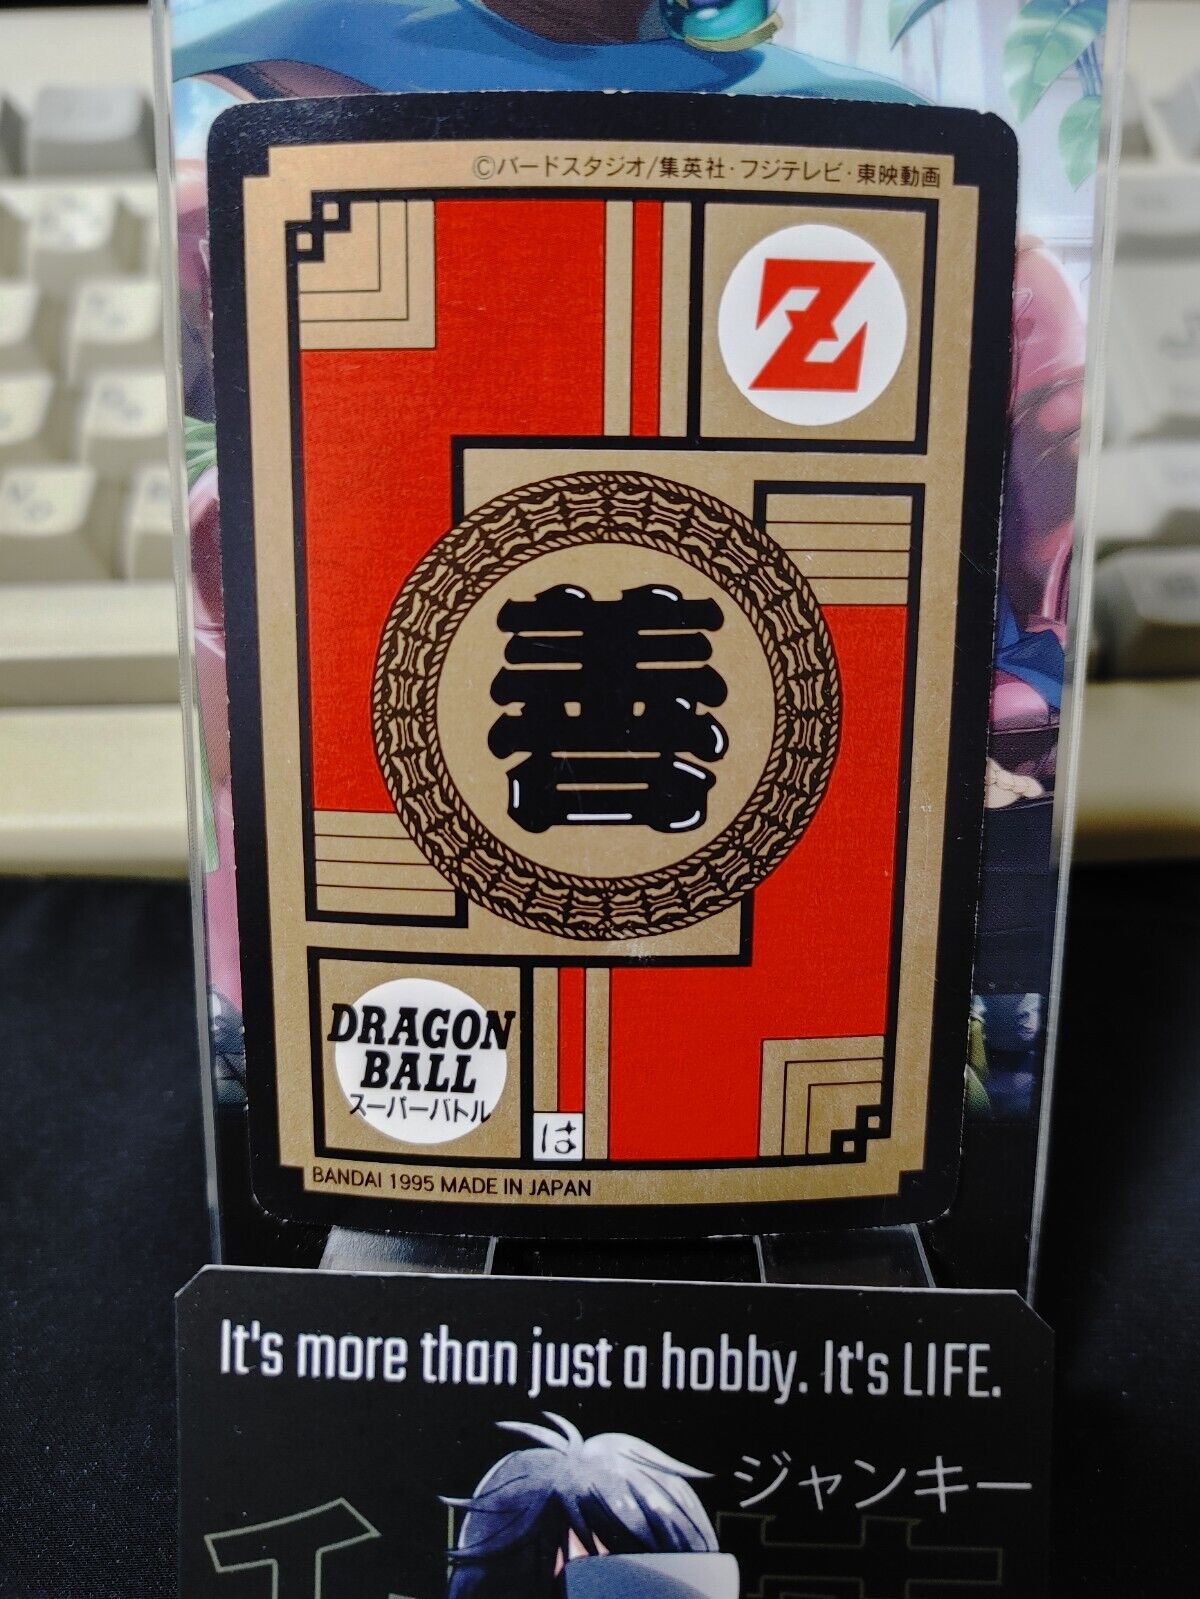 ©バードスタジオ/集英社・フジテレビ・東映動画
Z
善
DRAGON
BALL
スーパーバトル
は
BANDAI 1995 MADE IN JAPAN
It's more than just a hobby. It's LIFE.
ジャンキー